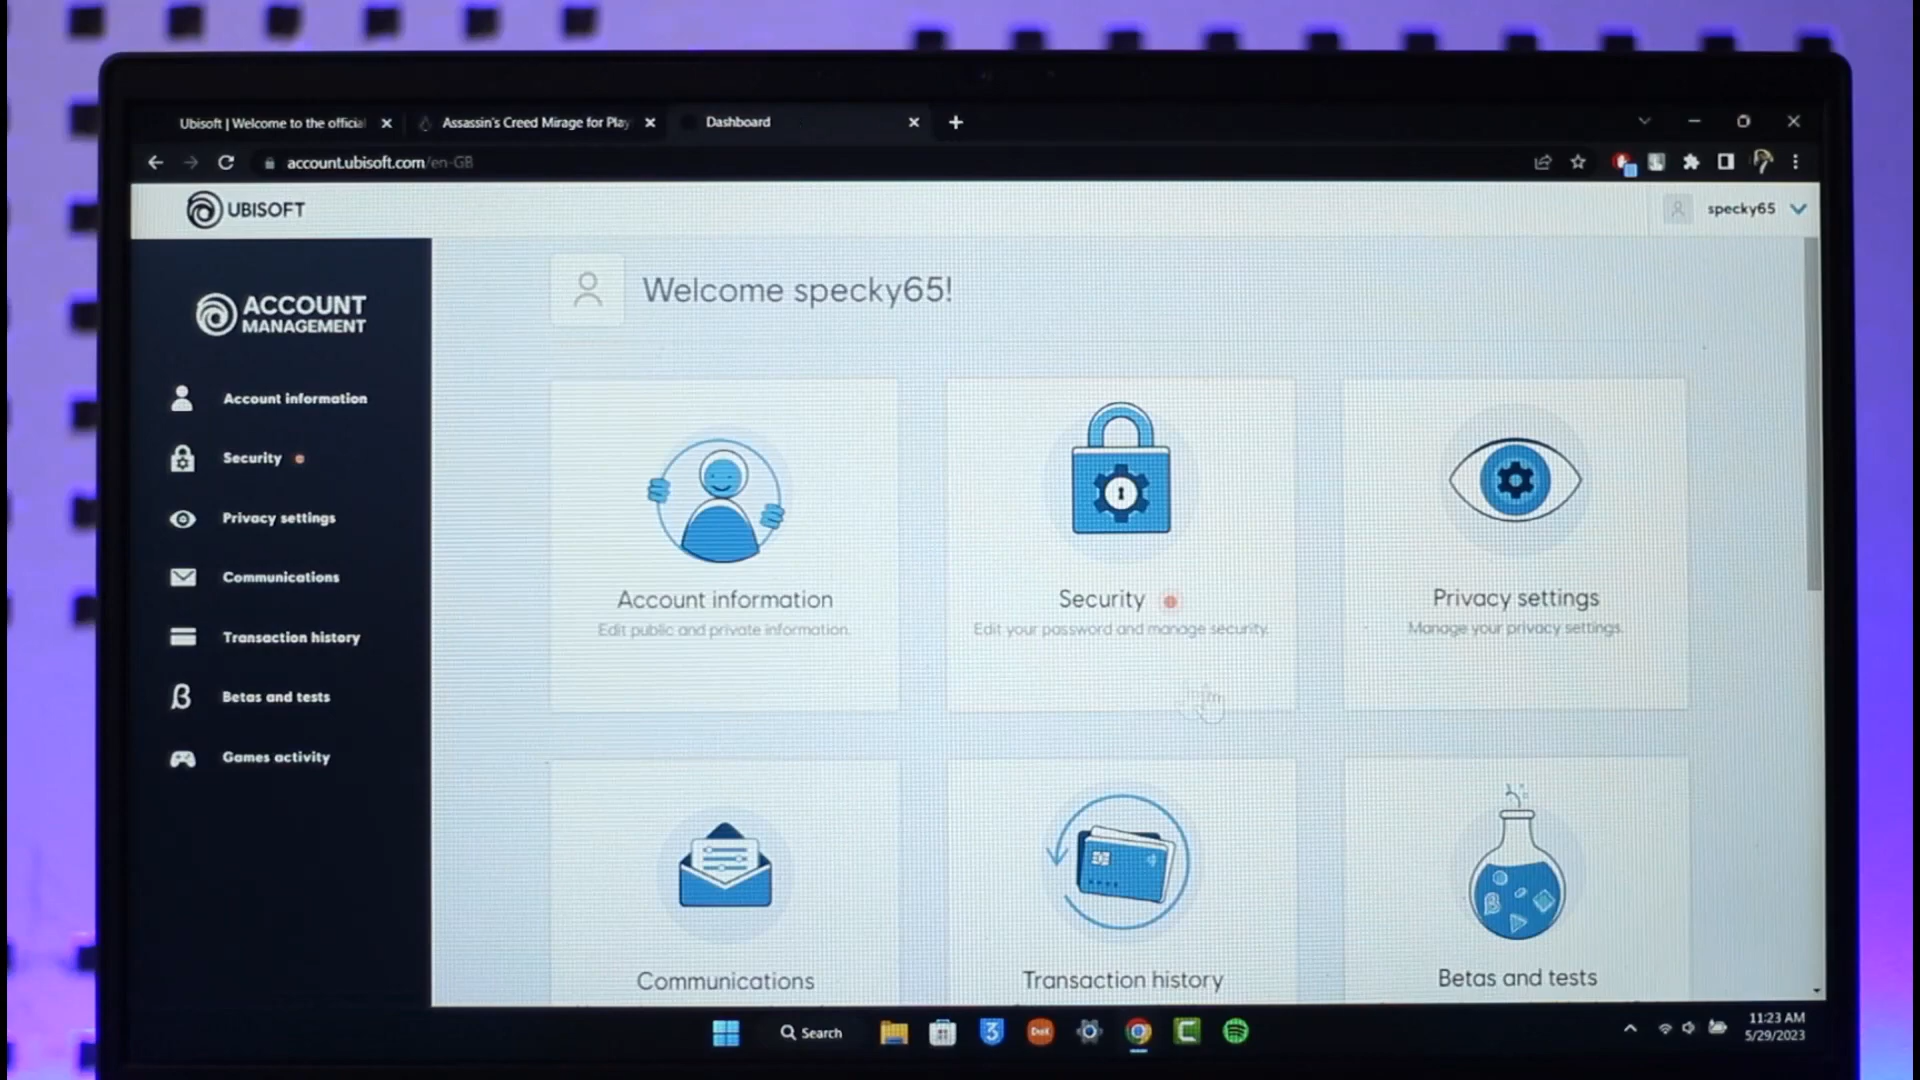 Ubisoft | Welcome to the official
Assassin's Creed Mirage for Play
Dashboard
account.ubisoft.com/en-GB
UBISOFT
specky65
ACCOUNT
MANAGEMENT
Account information
Security
Privacy settings
Communications
Transaction history
Betas and tests
Games activity
Welcome specky65!
Account information
Edit public and private information.
Security
Edit your password and manage security.
Privacy settings
Manage your privacy settings.
Communications
Transaction history
Betas and tests
Search
11:23 AM
5/29/2023